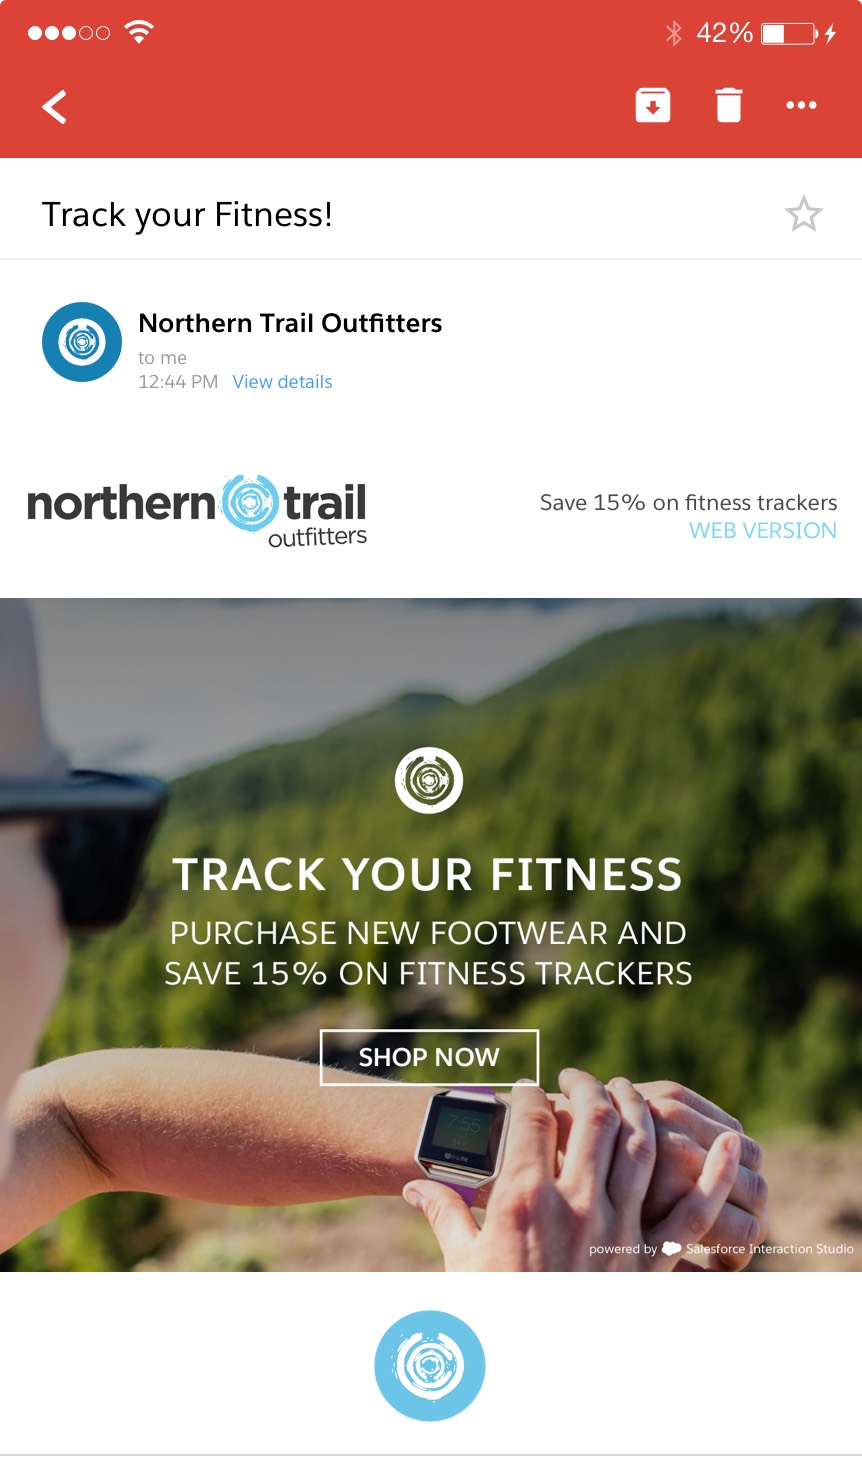 42%
Track your Fitness!
Northern Trail Outfitters
to me
12:44 PM View details
northern trail
outfitters
Save 15% on fitness trackers
WEB VERSION
TRACK YOUR FITNESS
PURCHASE NEW FOOTWEAR AND
SAVE 15% ON FITNESS TRACKERS
SHOP NOW
7:55
powered by Salesforce Interaction Studio